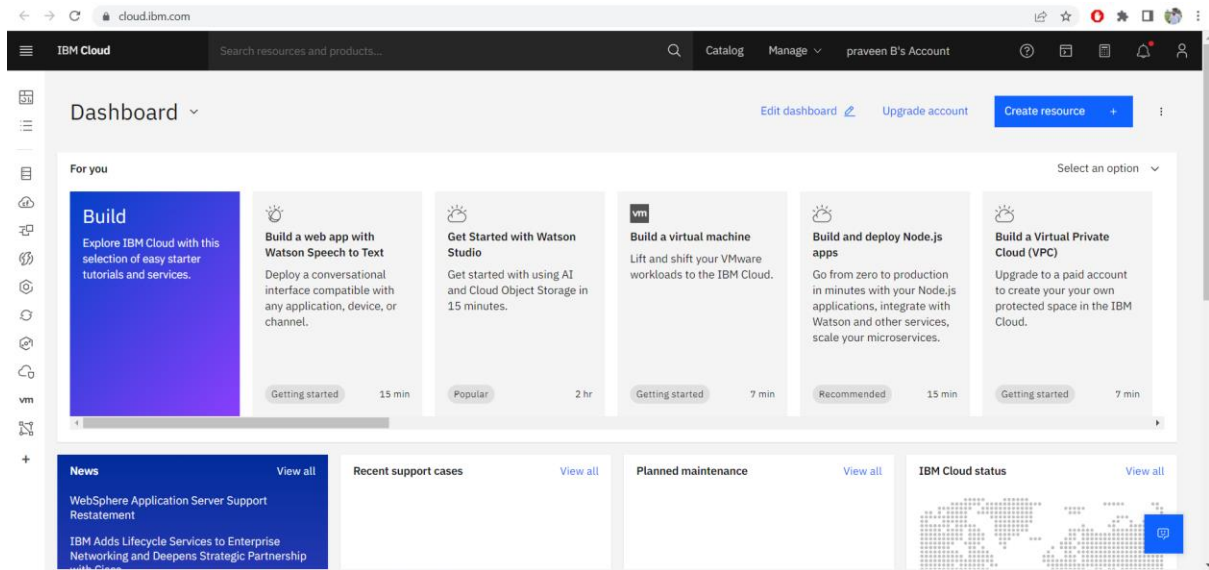 cloud.ibm.com
IBM Cloud
Search resources and products...
Catalog
Manage
praveen B's Account
Dashboard
Edit dashboard
Upgrade account
Create resource +
For you
Select an option
Build
Explore IBM Cloud with this
selection of easy starter
tutorials and services.
Build a web app with
Watson Speech to Text
Deploy a conversational
interface compatible with
any application, device, or
channel.
Getting started
15 min
Get Started with Watson
Studio
Get started with using AI
and Cloud Object Storage in
15 minutes.
Popular
2 hr
vm
Build a virtual machine
Lift and shift your VMware
workloads to the IBM Cloud.
Getting started
7 min
Build and deploy Node.js
apps
Go from zero to production
in minutes with your Node.js
applications, integrate with
Watson and other services,
scale your microservices.
Recommended
15 min
Build a Virtual Private
Cloud (VPC)
Upgrade to a paid account
to create your your own
protected space in the IBM
Cloud.
Getting started
7 min
vm
News
View all
WebSphere Application Server Support
Restatement
IBM Adds Lifecycle Services to Enterprise
Networking and Deepens Strategic Partnership
Recent support cases
View all
Planned maintenance
View all
IBM Cloud status
View all